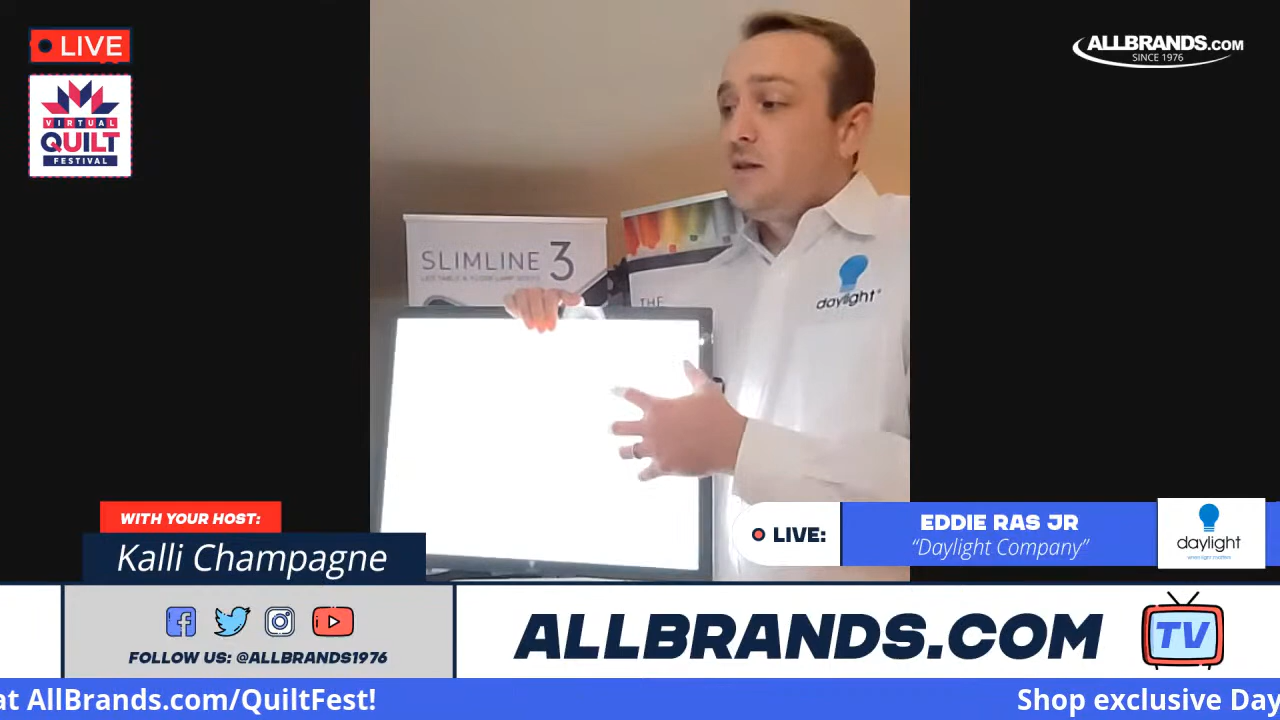 LIVE
VIRTUAL
QUILT
FESTIVAL
ALLBRANDS.COM
SINCE 1976
SLIMLINE 3
THE
daylight
WITH YOUR HOST:
Kalli Champagne
LIVE:
EDDIE RAS JR
“Daylight Company”
daylight
FOLLOW US: @ALLBRANDS1976
ALLBRANDS.COM
TV
at AllBrands.com/QuiltFest!
Shop exclusive Day